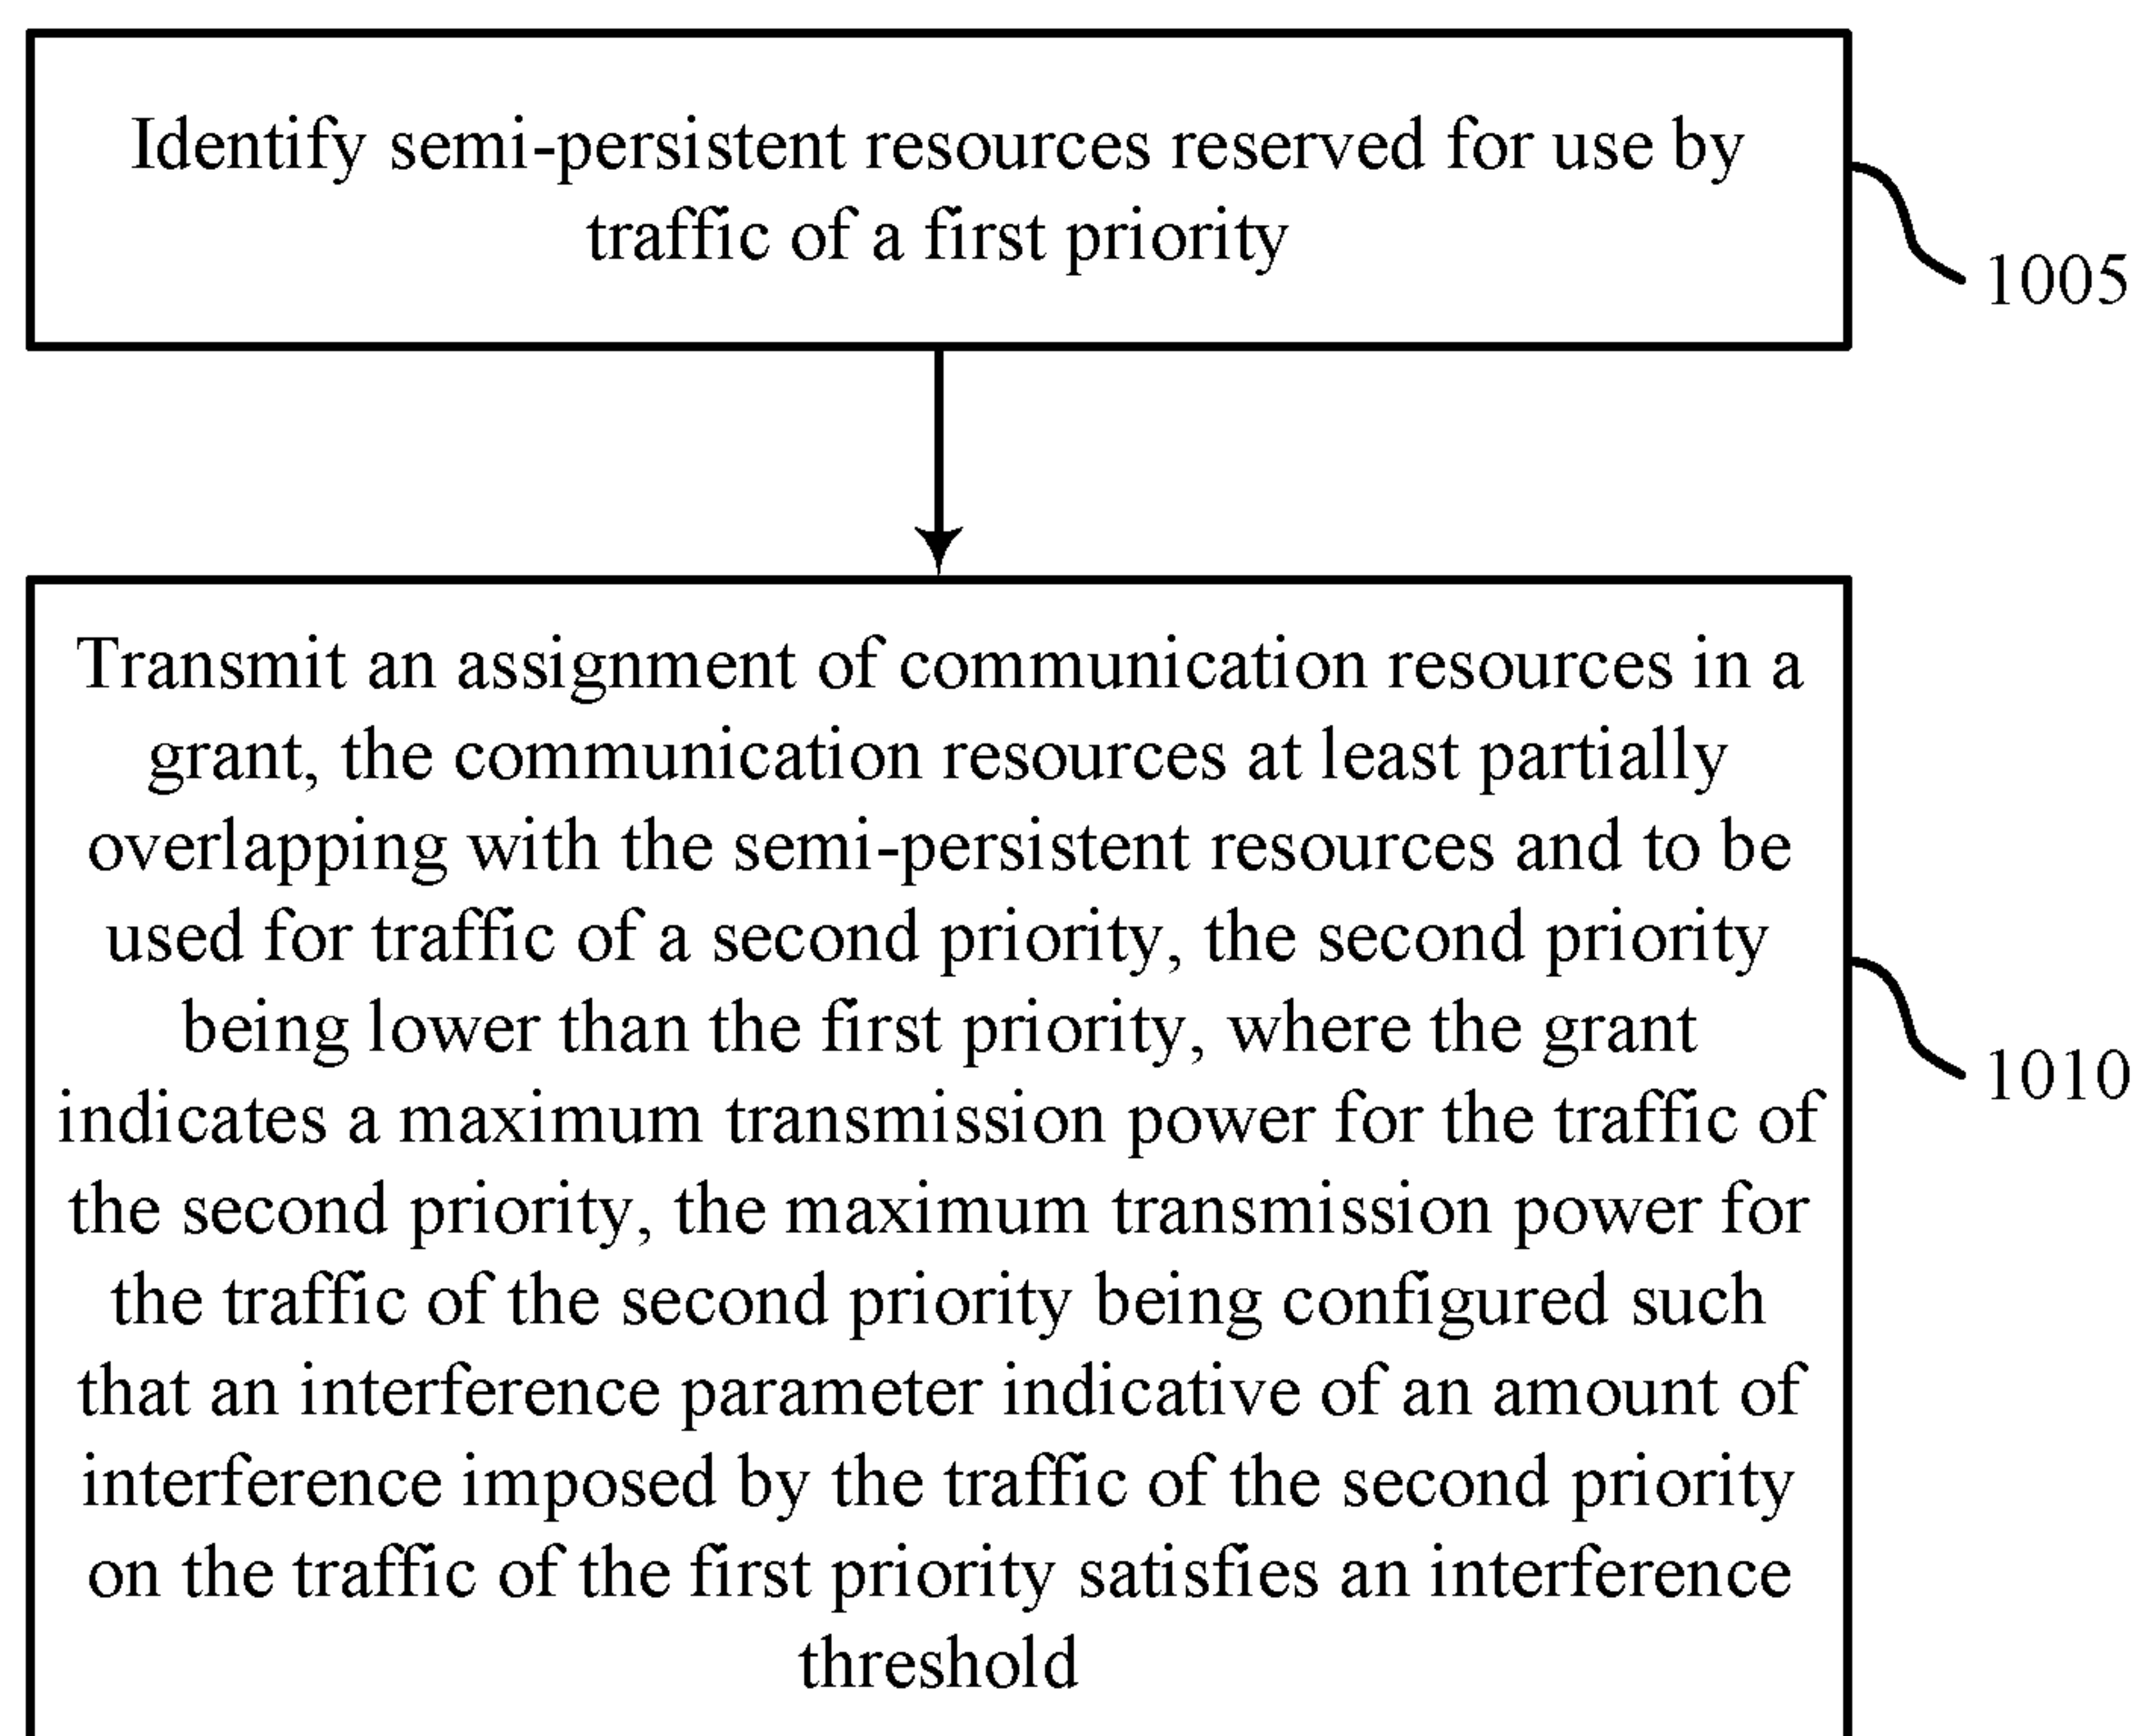 Identify semi-persistent resources reserved for use by
traffic of a first priority
1005
Transmit an assignment of communication resources in a
grant, the communication resources at least partially
overlapping with the semi-persistent resources and to be
used for traffic of a second priority, the second priority
being lower than the first priority, where the grant
indicates a maximum transmission power for the traffic of
the second priority, the maximum transmission power for
the traffic of the second priority being configured such
that an interference parameter indicative of an amount of
interference imposed by the traffic of the second priority
on the traffic of the first priority satisfies an interference
threshold
1010